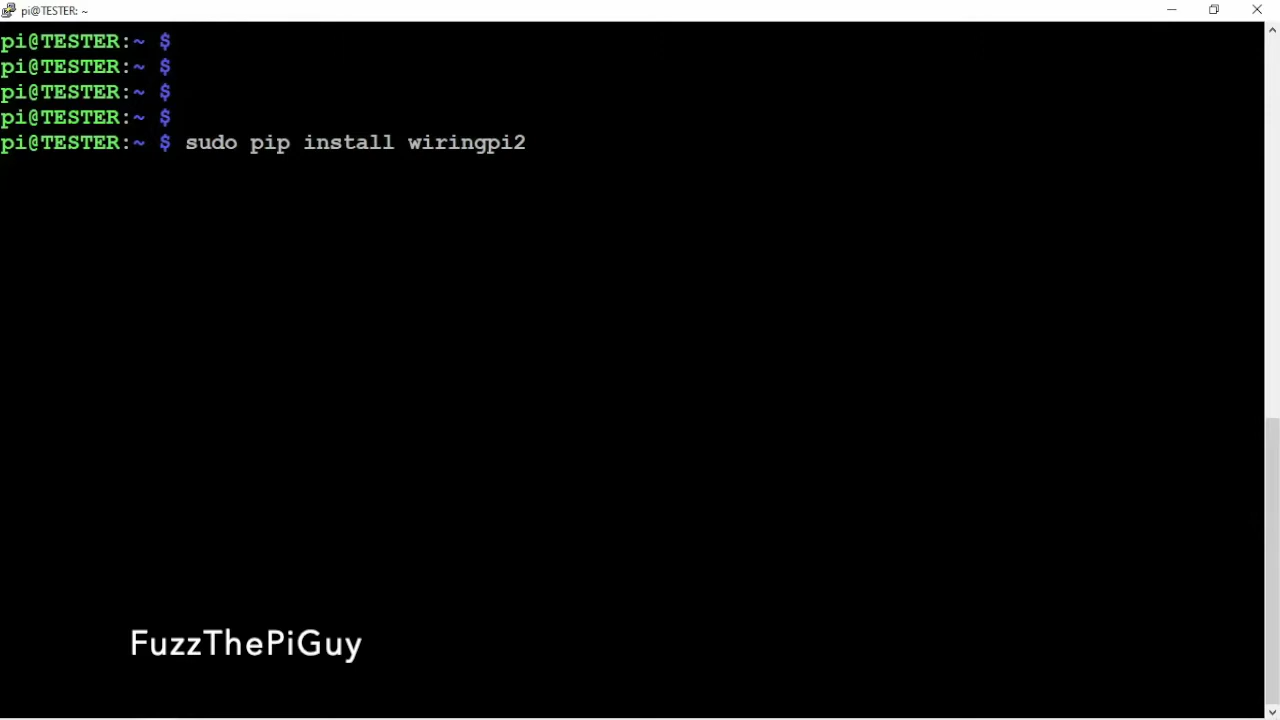 pi@TESTER: ~
pi@TESTER:~ $
pi@TESTER:~ $
pi@TESTER:~ $
pi@TESTER:~ $
pi@TESTER:~ $ sudo pip install wiringpi2
FuzzThePiGuy